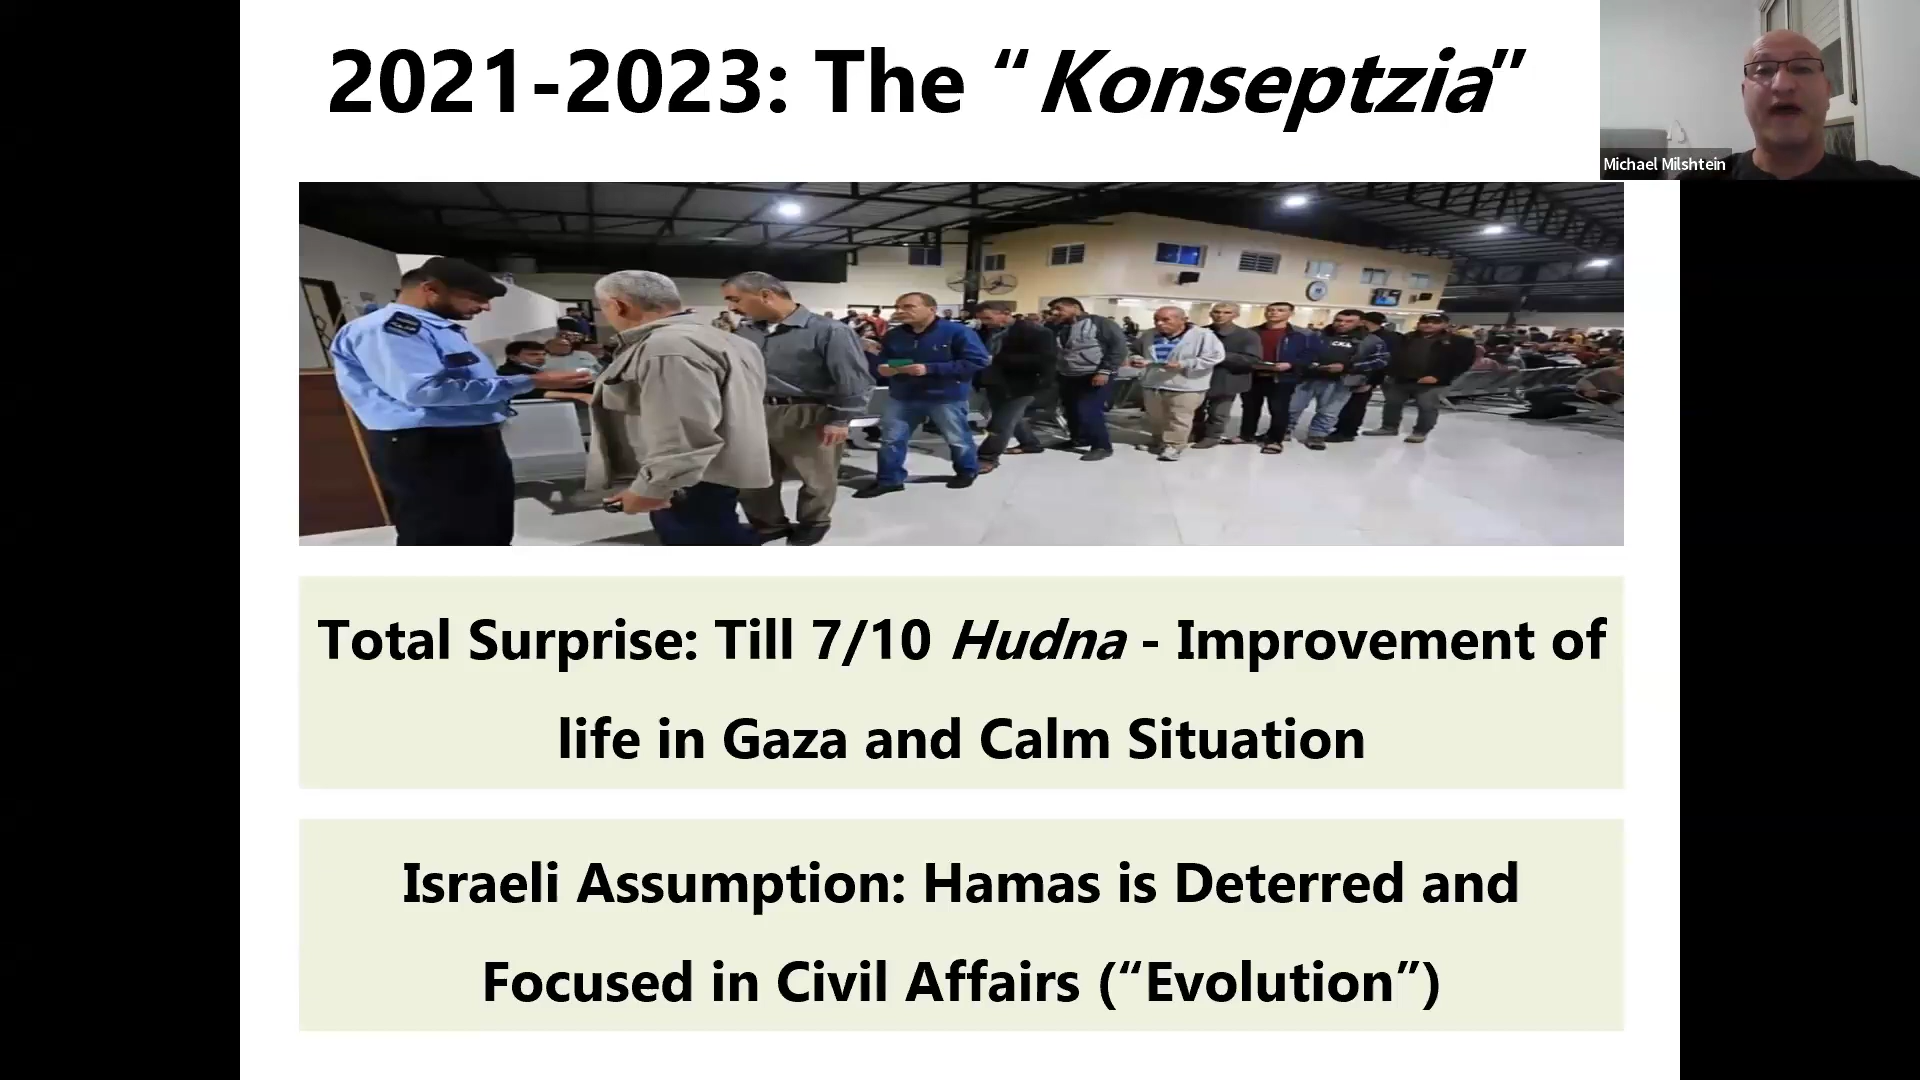 2021-2023: The “Konseptzia”
Michael Milshtein
Total Surprise: Till 7/10 Hudna - Improvement of
life in Gaza and Calm Situation
Israeli Assumption: Hamas is Deterred and
Focused in Civil Affairs (“Evolution”)